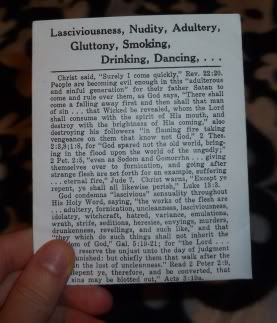 Lasciviousness, Nudity, Adultery,
Gluttony, Smoking,
Drinking, Dancing, . . .
Christ said, "Surely I come quickly," Rev. 22:20.
People are becoming evil enough in this "adulterous
and sinful generation" for their father Satan to
come and rule over them, as God says, "There shall
come a falling away first and then shall that man
of sin . . . that Wicked be revealed, whom the Lord
shall consume with the spirit of His mouth, and
destroy with the brightness of His coming," also
destroying his followers "in flaming fire taking
vengeance on them that know not God," 2 Thes.
2:3,8;1:8, for "God spared not the old world, bring-
ing in the flood upon the world of the ungodly;"
2 Pet. 2:5, "even as Sodom and Gomorrha . . . giving
themselves over to fornication, and going after
strange flesh are set forth for an example, suffering
. . . eternal fire," Jude 7. Christ warns, "Except ye
repent, ye shall all likewise perish," Luke 13:3.
God condemns "lascivious" sensuality throughout
His Holy Word, saying, "the works of the flesh are
. . . adultery, fornication, uncleanness, lasciviousness,
idolatry, witchcraft, hatred, variance, emulations,
wrath, strife, seditions, heresies, envyings, murders,
drunkenness, revellings, and such like," and that
"they which do such things shall not inherit the
dom of God," Gal. 5:19-21; for "the Lord . . .
reserve the unjust unto the day of judgment
unished: but chiefly them that walk after the
in the lust of uncleanness." Read 2 Peter 2:9,
epent ye, therefore, and be converted, that
sins may be blotted out," Acts 3:19a.